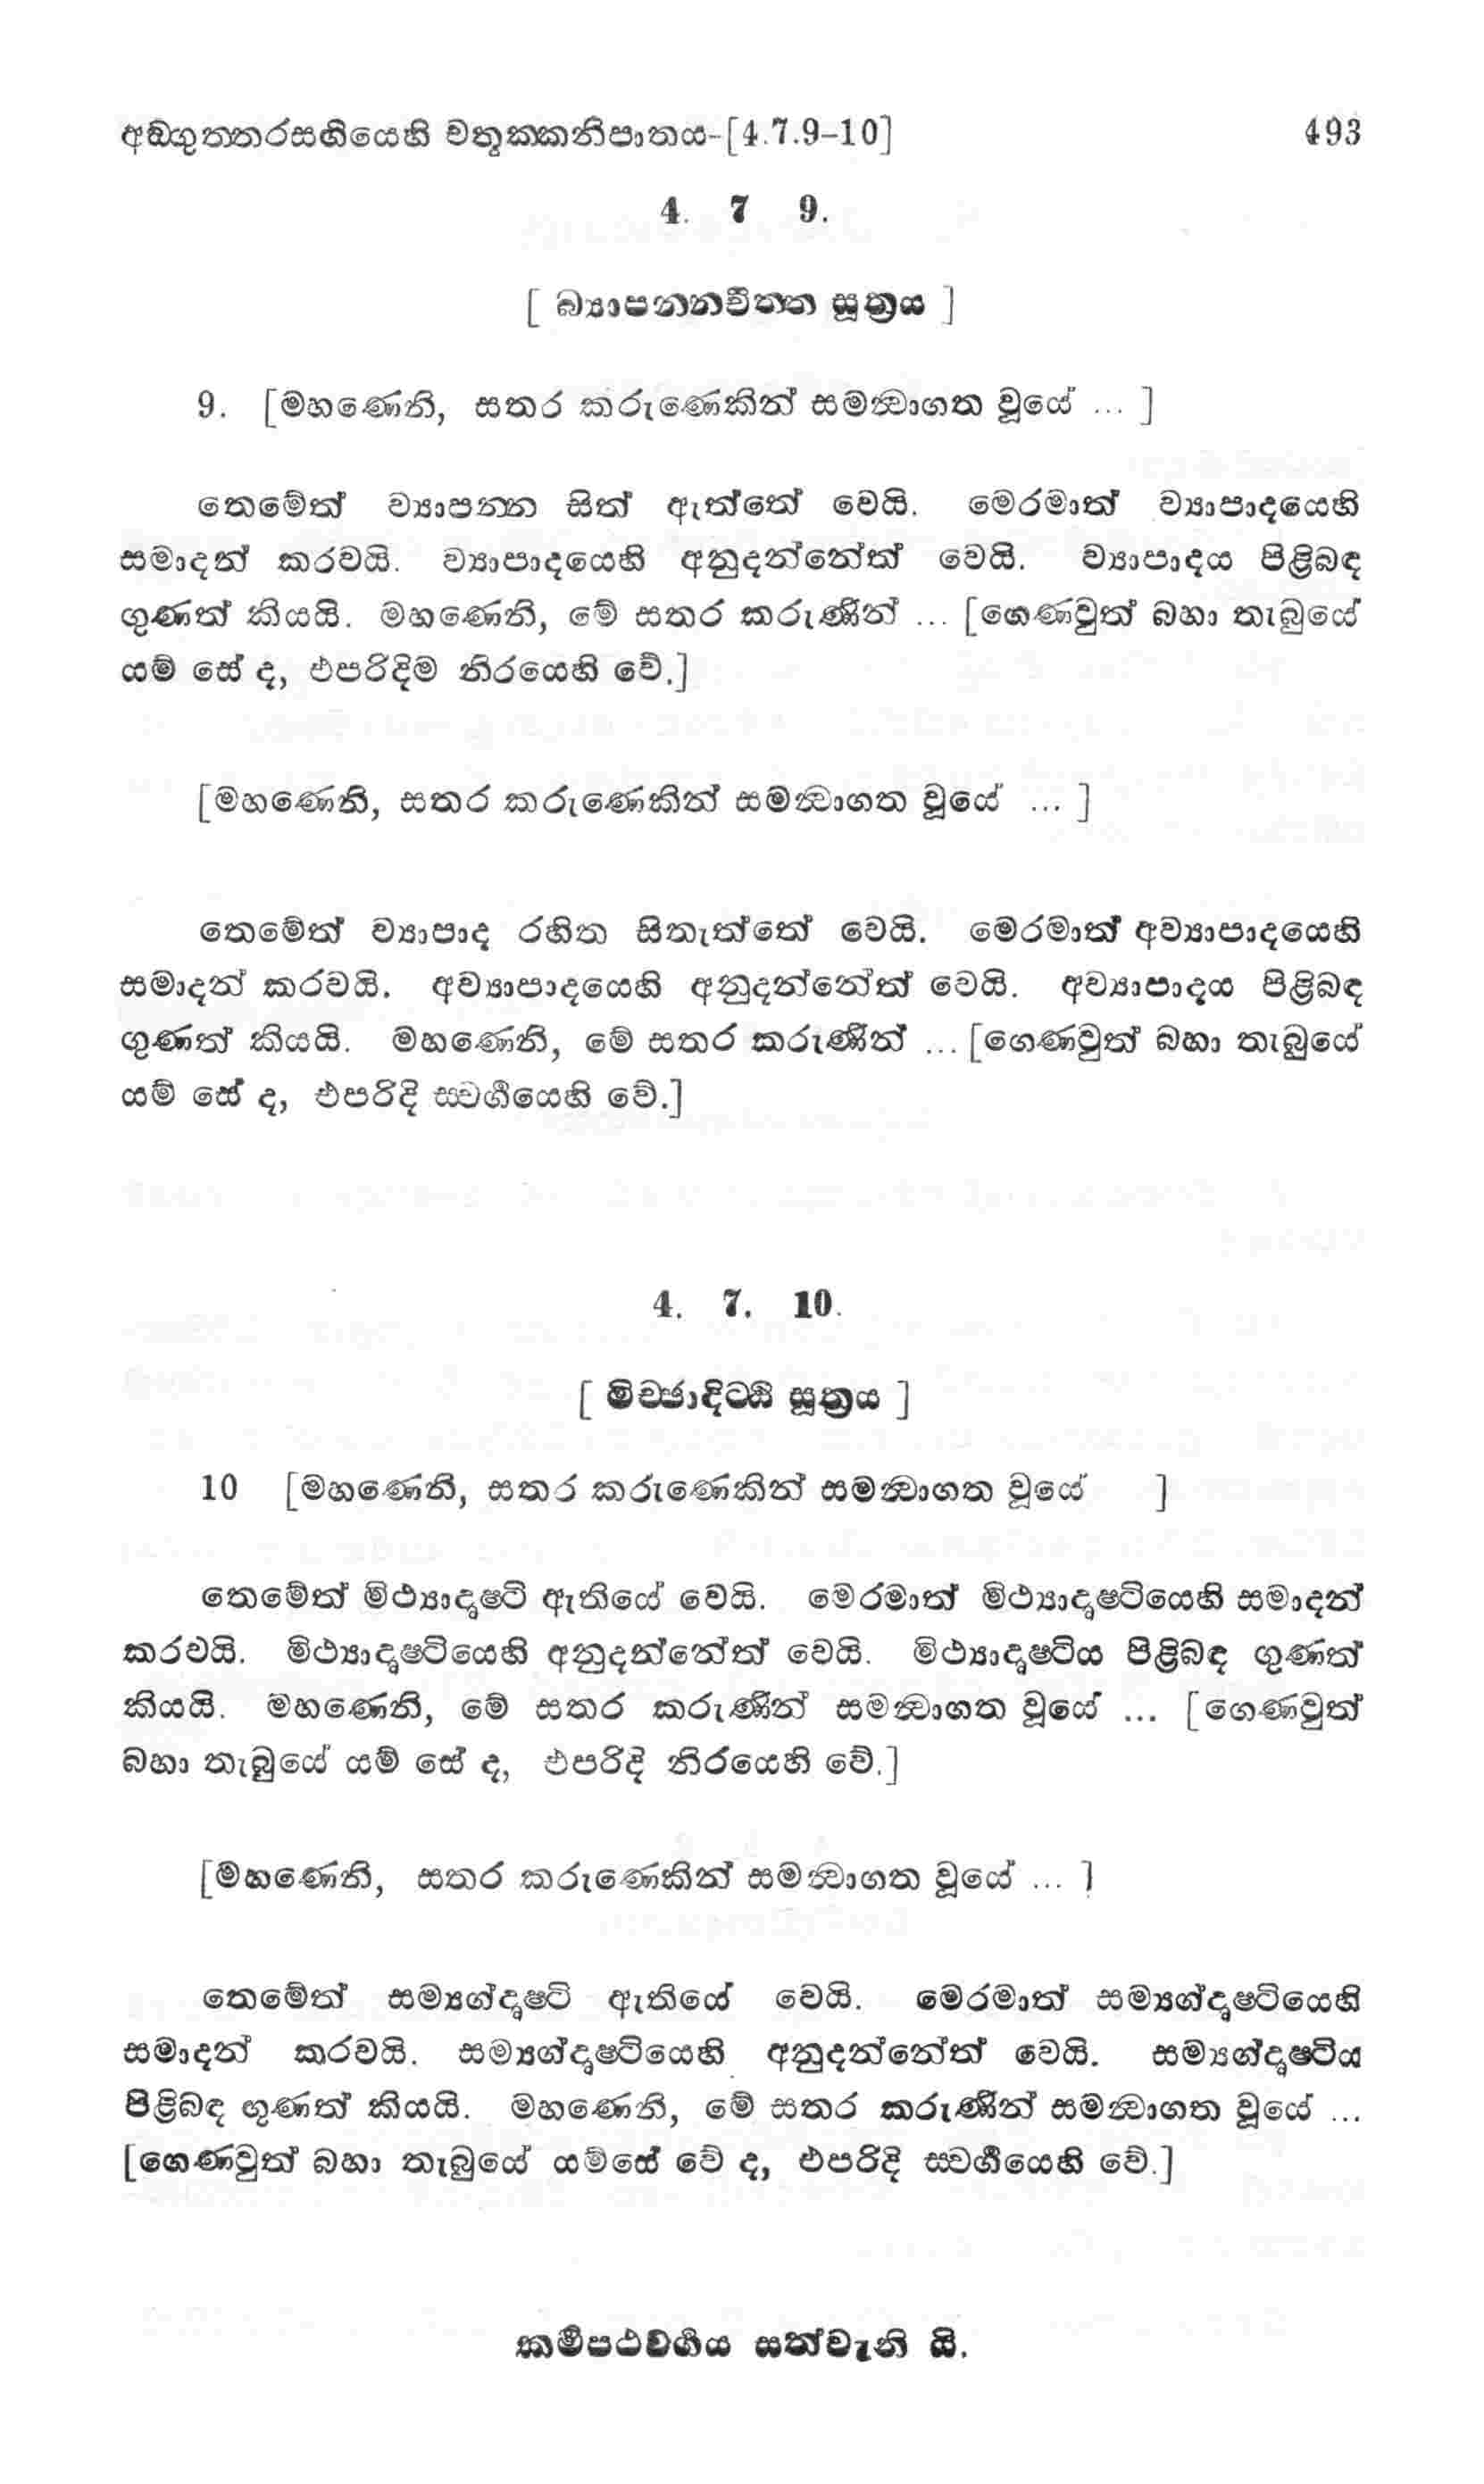 අඞ්ගුත්තරසඟියෙහි චතුක්කනිපාතය-[4.7.9-10] 493
4. 7 9.
[ බ්‍යාපන්නචිත්ත සූත්‍රය ]
9. [මහණෙනි, සතර කරුණෙකින් සමන්‍වාගත වූයේ ... ]
තෙමේත් ව්‍යාපන්න සිත් ඇත්තේ වෙයි. මෙරමාත් ව්‍යාපාදයෙහි
සමාදන් කරවයි. ව්‍යාපාදයෙහි අනුදන්නේත් වෙයි. ව්‍යාපාදය පිළිබඳ
ගුණත් කියයි. මහණෙනි, මේ සතර කරුණින් ... [ගෙණවුත් බහා තැබුයේ
යම් සේ ද, එපරිදිම නිරයෙහි වේ.]
[මහණෙනි, සතර කරුණෙකින් සමන්‍වාගත වූයේ ... ]
තෙමේත් ව්‍යාපාද රහිත සිතැත්තේ වෙයි. මෙරමාත් අව්‍යාපාදයෙහි
සමාදන් කරවයි. අව්‍යාපාදයෙහි අනුදන්නේත් වෙයි. අව්‍යාපාදය පිළිබඳ
ගුණත් කියයි. මහණෙනි, මේ සතර කරුණින් ... [ගෙණවුත් බහා තැබුයේ
යම් සේ ද, එපරිදි ස්වර්‍ගයෙහි වේ.]
4. 7. 10.
[ මිච්ඡාදිට්ඨි සූත්‍රය ]
10 [මහණෙනි, සතර කරුණෙකින් සමන්‍වාගත වූයේ ]
තෙමේත් මිථ්‍යාදෘෂ්ටි ඇතියේ වෙයි. මෙරමාත් මිථ්‍යාදෘෂ්ටියෙහි සමාදන්
කරවයි. මිථ්‍යාදෘෂ්ටියෙහි අනුදන්නේත් වෙයි. මිථ්‍යාදෘෂ්ටිය පිළිබඳ ගුණත්
කියයි. මහණෙනි, මේ සතර කරුණින් සමන්‍වාගත වූයේ ... [ගෙණවුත්
බහා තැබුයේ යම් සේ ද, එපරිදි නිරයෙහි වේ.]
[මහණෙනි, සතර කරුණෙකින් සමන්‍වාගත වූයේ ... ]
තෙමේත් සම්‍යග්දෘෂ්ටි ඇතියේ වෙයි. මෙරමාත් සම්‍යග්දෘෂ්ටියෙහි
සමාදන් කරවයි. සම්‍යග්දෘෂ්ටියෙහි අනුදන්නේත් වෙයි. සම්‍යග්දෘෂ්ටිය
පිළිබඳ ගුණත් කියයි. මහණෙනි, මේ සතර කරුණින් සමන්‍වාගත වූයේ ...
[ගෙණවුත් බහා තැබුයේ යම්සේ වේ ද, එපරිදි ස්වර්‍ගයෙහි වේ.]
කර්‍මපථවර්‍ගය සත්වැනි යි.